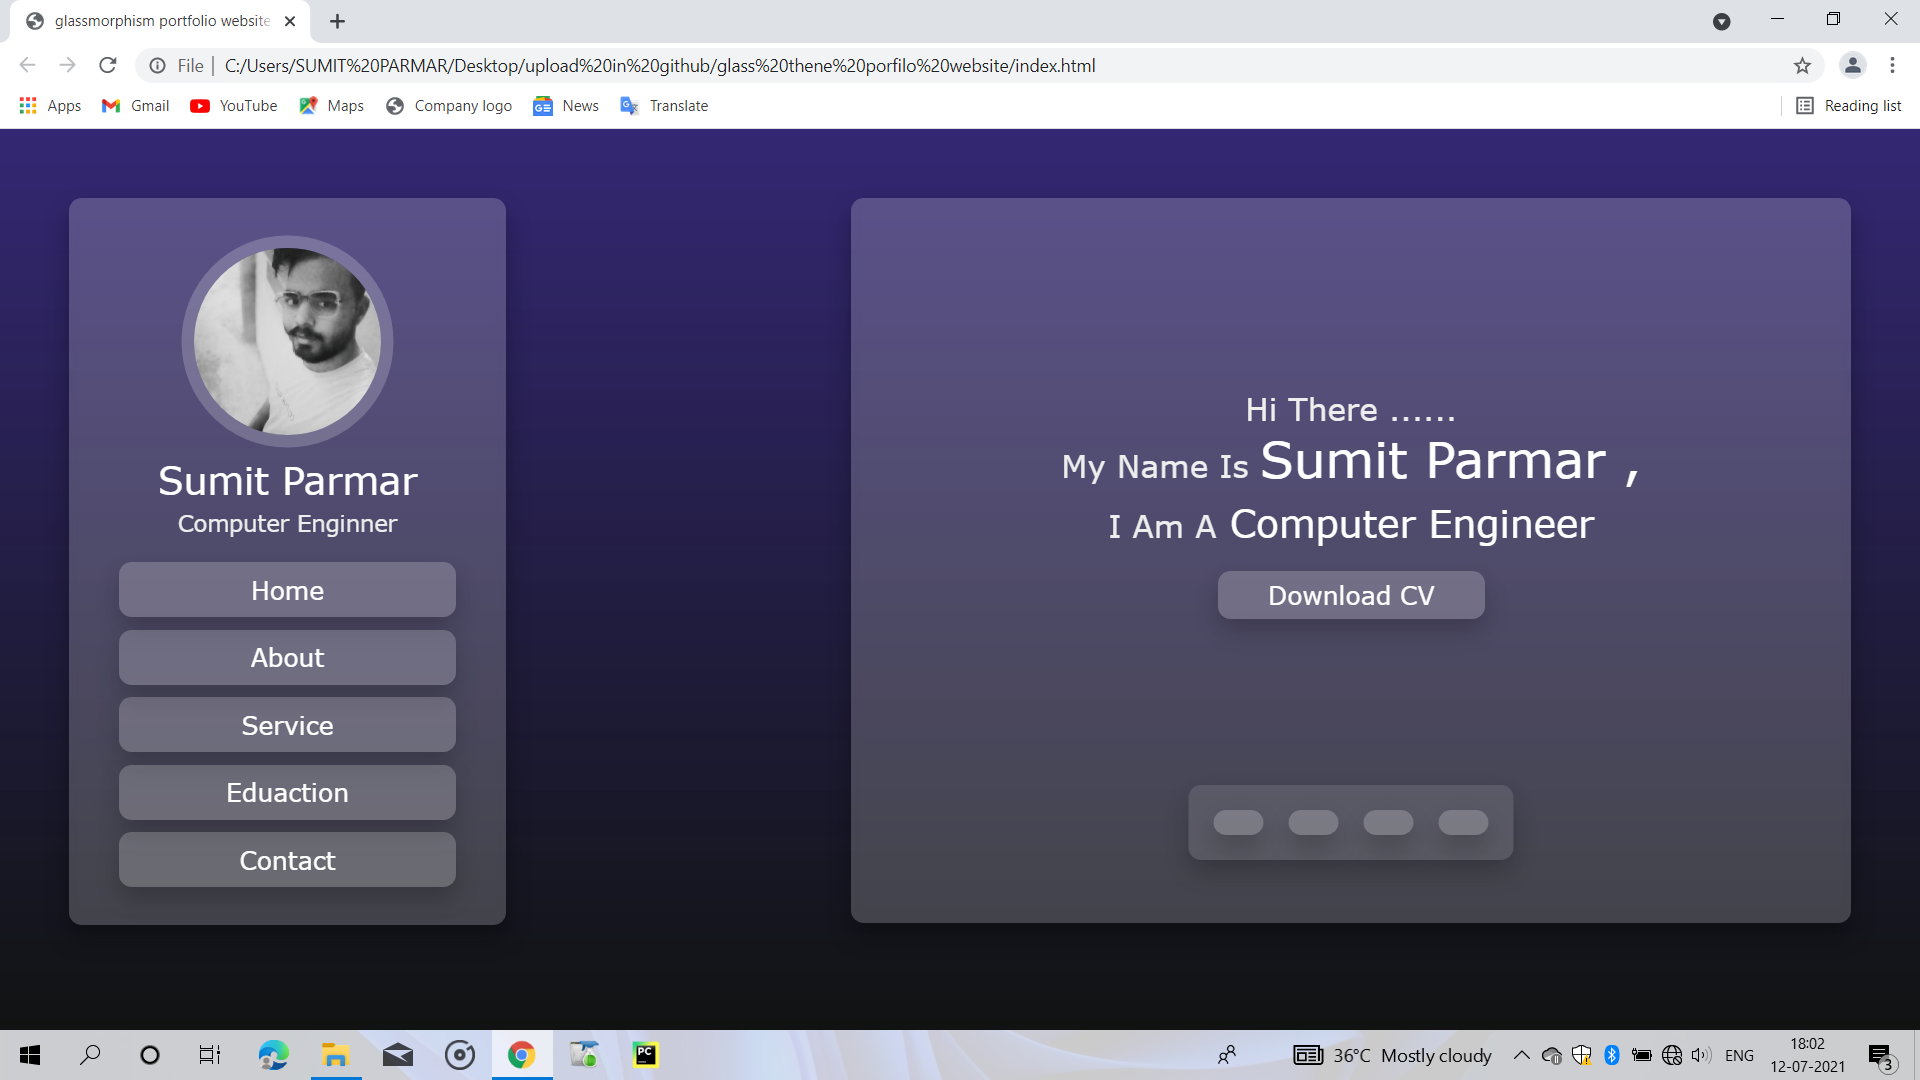 glassmorphism portfolio website
File | C:/Users/SUMIT%20PARMAR/Desktop/upload%20in%20github/glass%20thene%20porfilo%20website/index.html
Apps Gmail YouTube Maps Company logo News Translate Reading list
Sumit Parmar
Computer Enginner
Home
About
Service
Eduaction
Contact
Hi There ......
My Name Is Sumit Parmar ,
I Am A Computer Engineer
Download CV
PC
36°C Mostly cloudy
ENG
18:02
12-07-2021
3